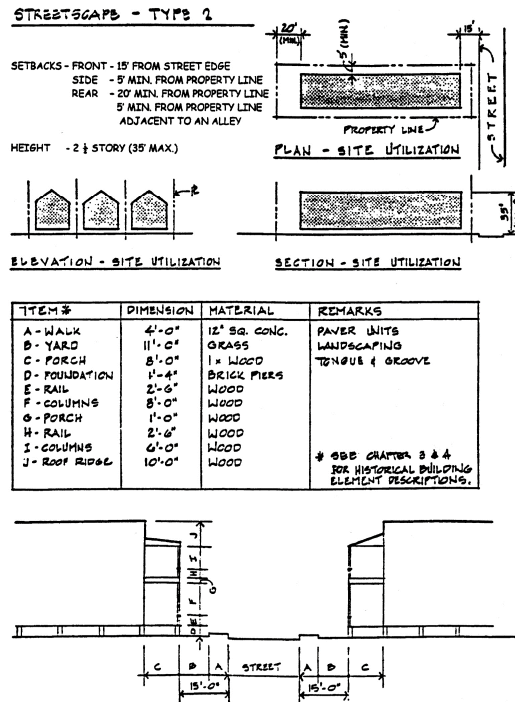 STREETSCAPE - TYPE 2
SETBACKS - FRONT - 15' FROM STREET EDGE
SIDE - 5' MIN. FROM PROPERTY LINE
REAR - 20' MIN. FROM PROPERTY LINE
5' MIN. FROM PROPERTY LINE
ADJACENT TO AN ALLEY
HEIGHT - 2 ½ STORY (35' MAX.)
20'
(MIN.)
5' (MIN)
15'
STREET
PROPERTY LINE
PLAN - SITE UTILIZATION
35'
ELEVATION - SITE UTILIZATION
SECTION - SITE UTILIZATION
ITEM * DIMENSION MATERIAL REMARKS
A - WALK 4'-0" 12" SQ. CONC. PAVER UNITS
B - YARD 11'-0" GRASS LANDSCAPING
C - PORCH 8'-0" 1 x WOOD TONGUE & GROOVE
D - FOUNDATION 1'-4" BRICK PIERS
E - RAIL 2'-6" WOOD
F - COLUMNS 8'-0" WOOD
G - PORCH 1'-0" WOOD
H - RAIL 2'-6" WOOD
I - COLUMNS 6'-0" WOOD
J - ROOF RIDGE 10'-0" WOOD
* SEE CHAPTER 3 & 4
FOR HISTORICAL BUILDING
ELEMENT DESCRIPTIONS.
J
I
H
G
F
E
D
C B A STREET A B C
15'-0" 15'-0"